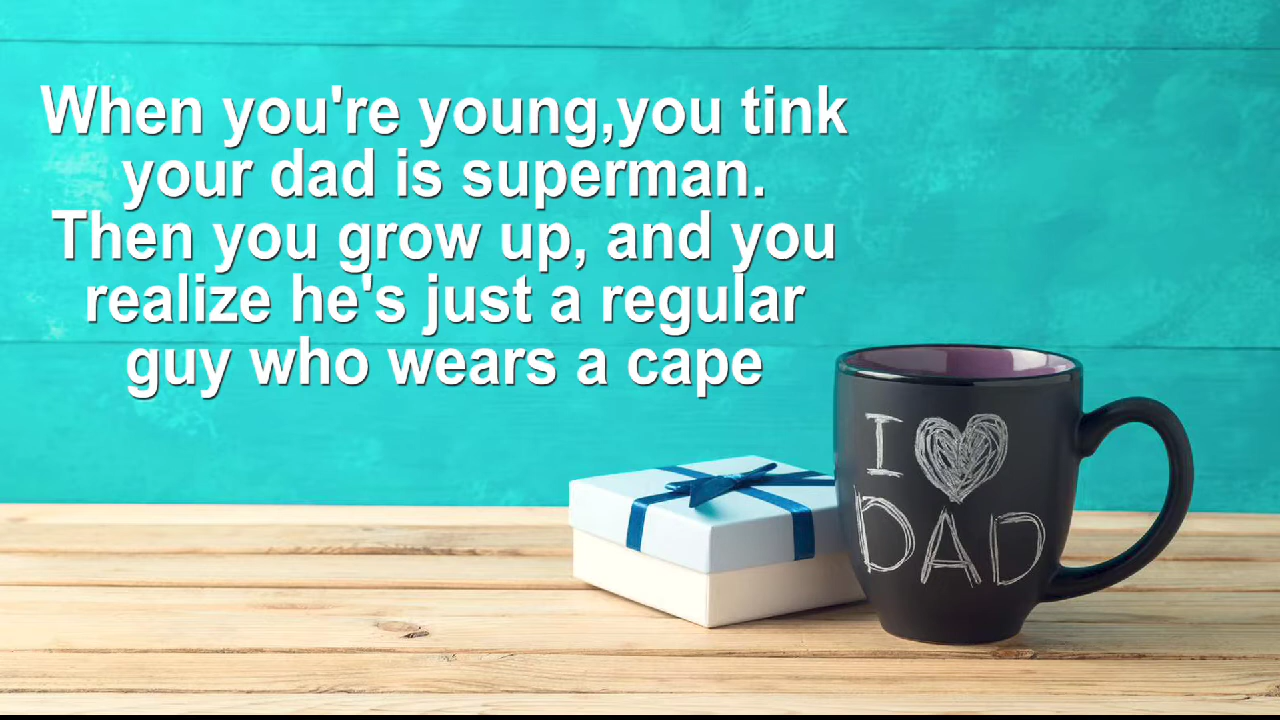 When you're young,you tink
your dad is superman.
Then you grow up, and you
realize he's just a regular
guy who wears a cape
I
DAD